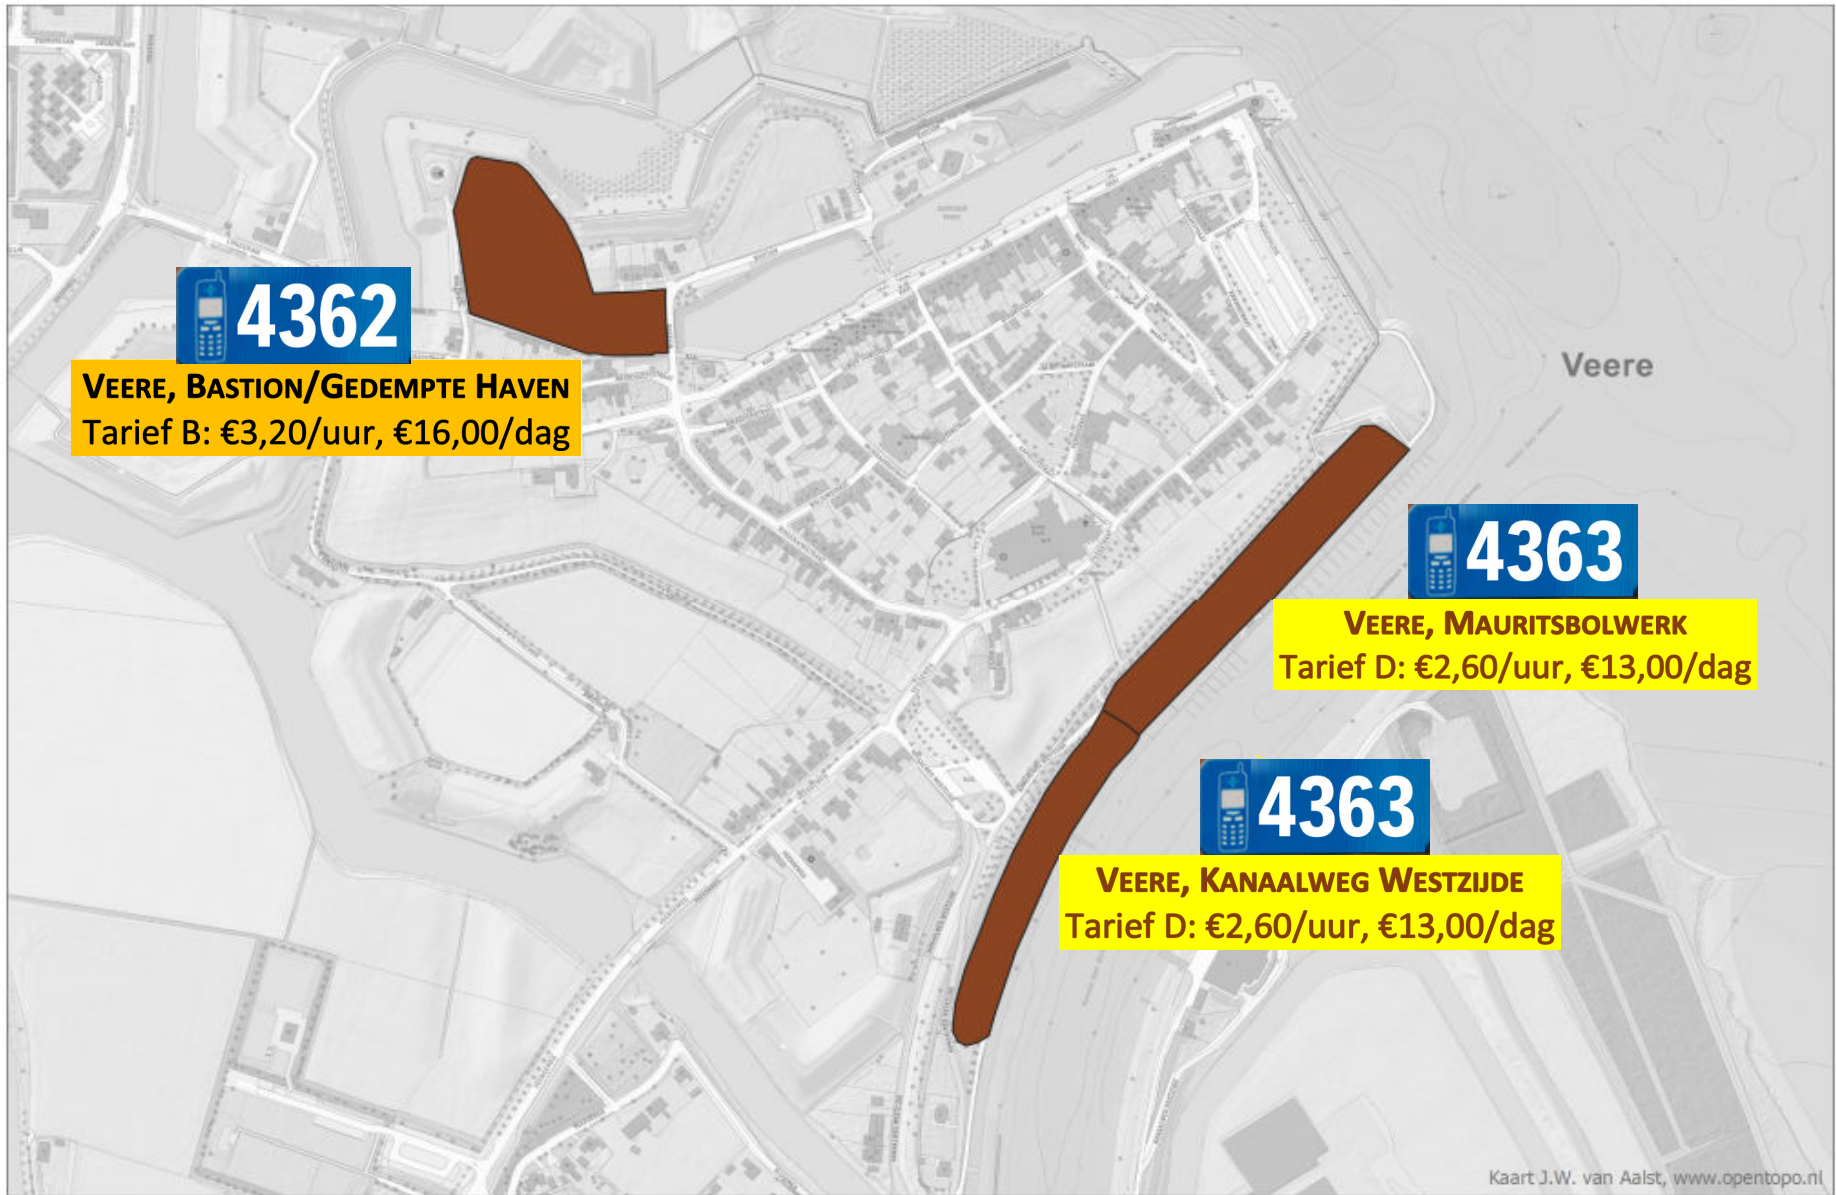 4362
VEERE, BASTION/GEDEMPTE HAVEN
Tarief B: €3,20/uur, €16,00/dag
Veere
4363
VEERE, MAURITSBOLWERK
Tarief D: €2,60/uur, €13,00/dag
4363
VEERE, KANAALWEG WESTZIJDE
Tarief D: €2,60/uur, €13,00/dag
Kaart J.W. van Aalst, www.opentopo.nl